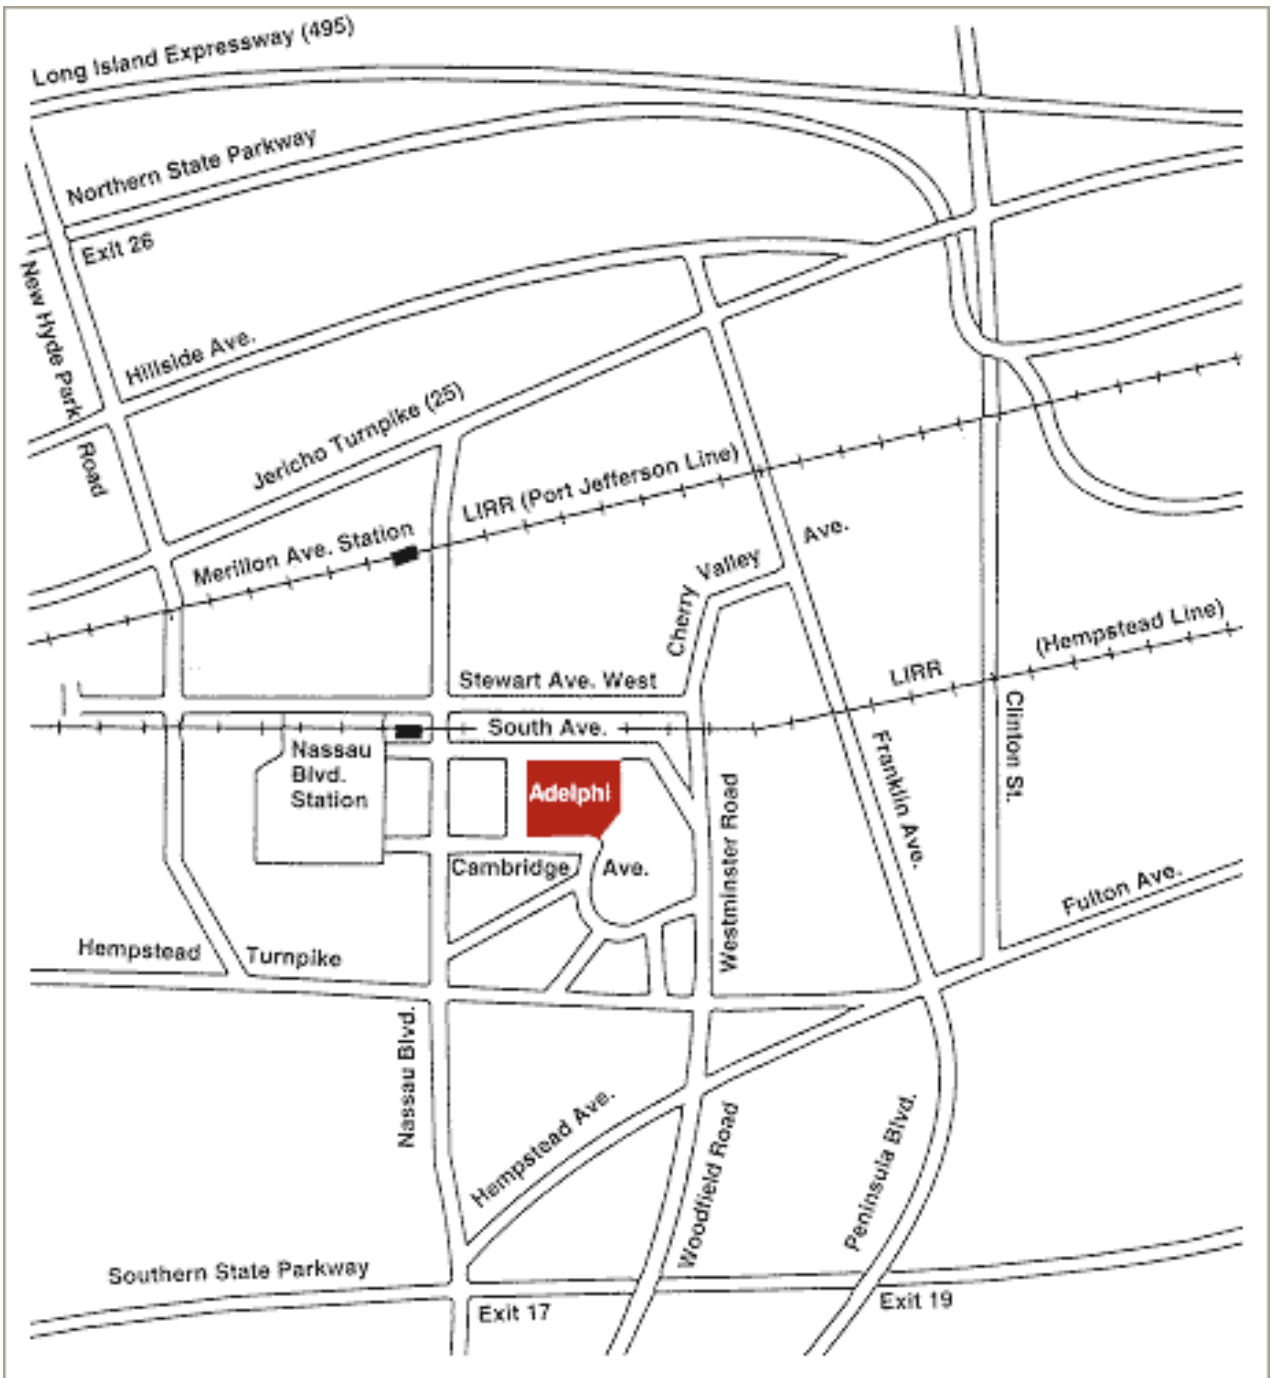 Long Island Expressway (495)
Northern State Parkway
Exit 26
New Hyde Park
Road
Hillside Ave.
Jericho Turnpike (25)
LIRR (Port Jefferson Line)
Merillon Ave. Station
Ave.
Valley
Cherry
(Hempstead Line)
LIRR
Stewart Ave. West
South Ave.
Clinton St.
Franklin Ave.
Nassau
Blvd.
Station
Adelphi
Westminster Road
Cambridge Ave.
Fulton Ave.
Hempstead Turnpike
Nassau Blvd.
Hempstead Ave.
Woodfield Road
Peninsula Blvd.
Southern State Parkway
Exit 17
Exit 19